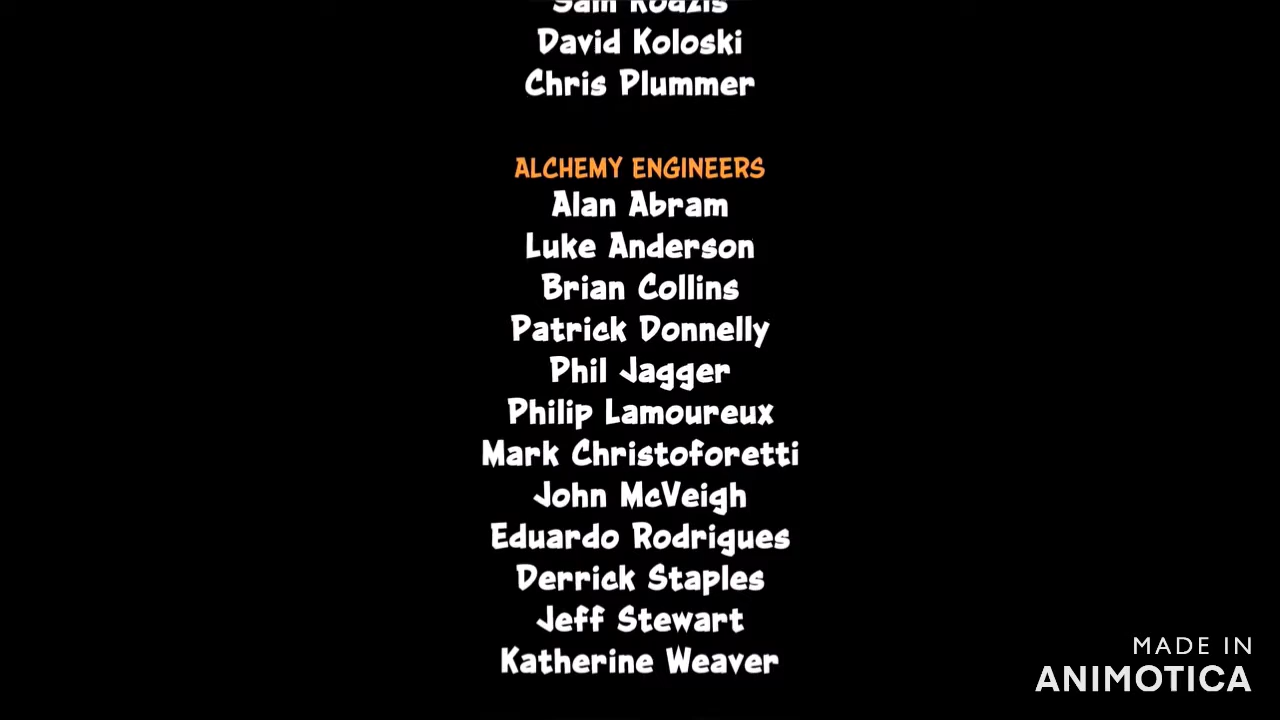 David Koloski
Chris Plummer
ALCHEMY ENGINEERS
Alan Abram
Luke Anderson
Brian Collins
Patrick Donnelly
Phil Jagger
Philip Lamoureux
Mark Christoforetti
John McVeigh
Eduardo Rodrigues
Derrick Staples
Jeff Stewart
Katherine Weaver
MADE IN
ANIMOTICA